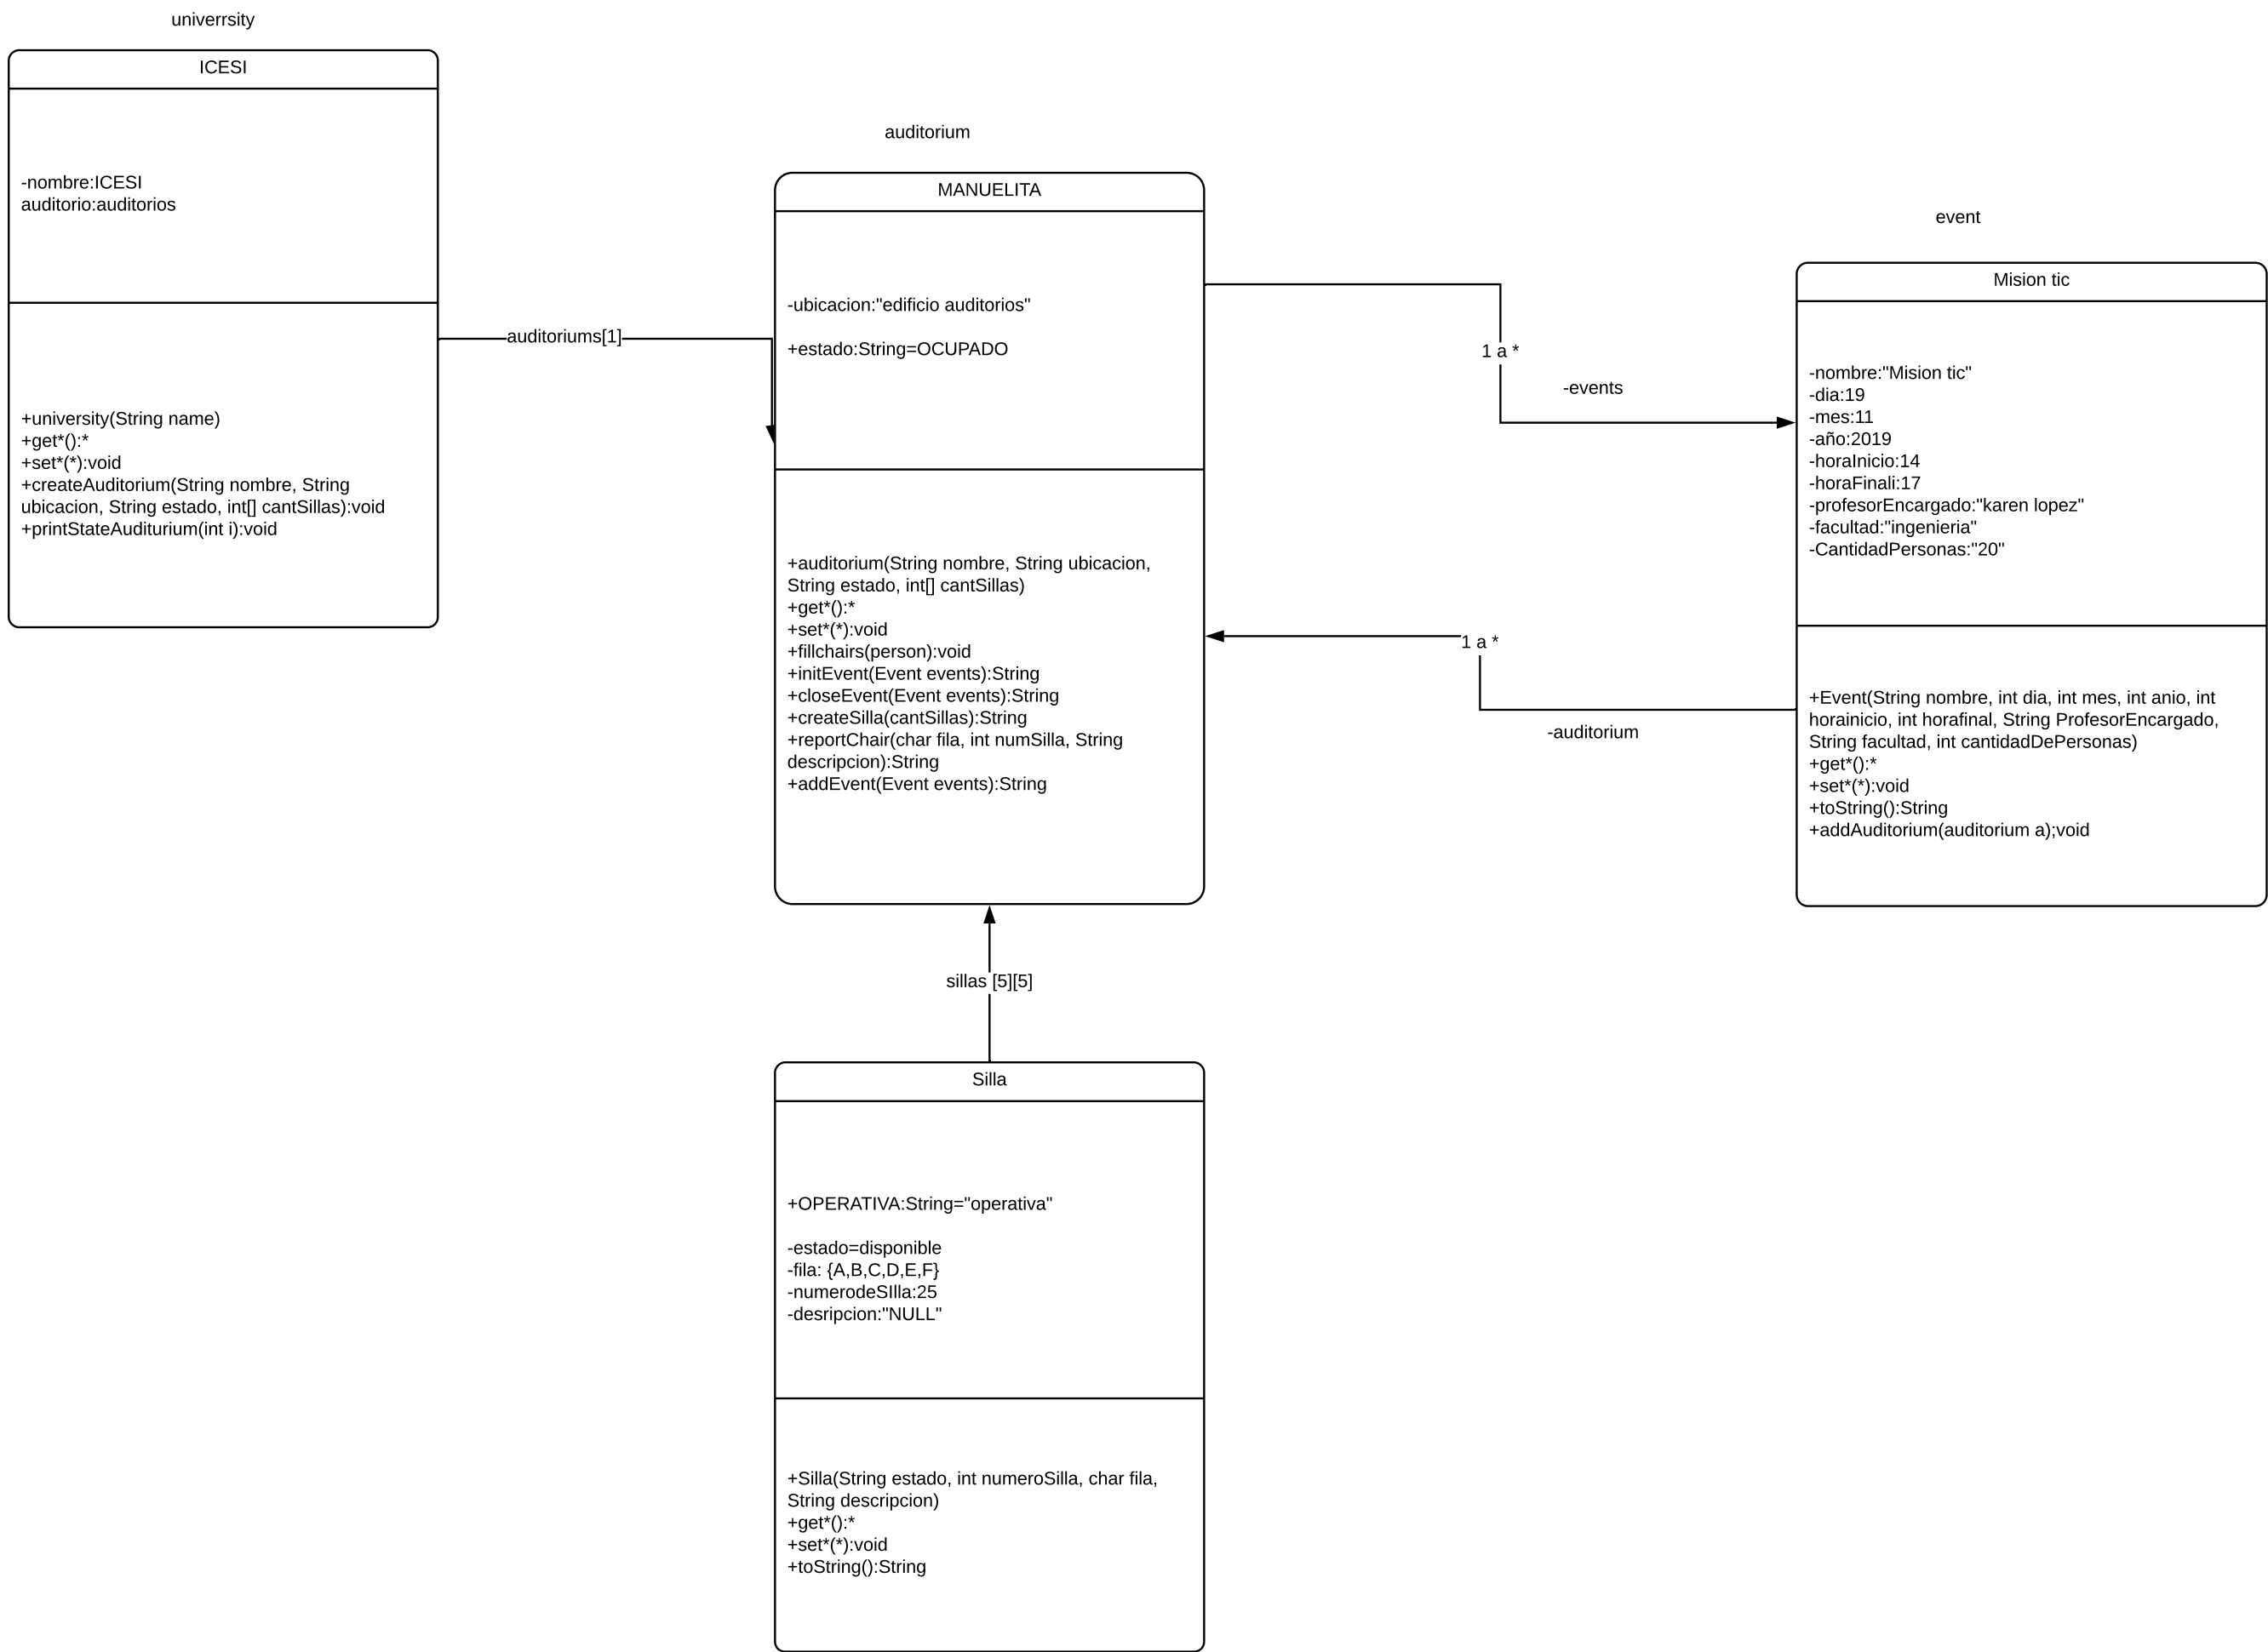 univerrsity
ICESI
-nombre:ICESI
auditorio:auditorios
+university(String name)
+get*():*
+set*(*):void
+createAuditorium(String nombre, String
ubicacion, String estado, int[] cantSillas):void
+printStateAuditurium(int i):void
auditoriums[1]
auditorium
MANUELITA
-ubicacion:"edificio auditorios"
+estado:String=OCUPADO
+auditorium(String nombre, String ubicacion,
String estado, int[] cantSillas)
+get*():*
+set*(*):void
+fillchairs(person):void
+initEvent(Event events):String
+closeEvent(Event events):String
+createSilla(cantSillas):String
+reportChair(char fila, int numSilla, String
descripcion):String
+addEvent(Event events):String
1 a *
-events
1 a *
-auditorium
event
Mision tic
-nombre:"Mision tic"
-dia:19
-mes:11
-año:2019
-horaInicio:14
-horaFinali:17
-profesorEncargado:"karen lopez"
-facultad:"ingenieria"
-CantidadPersonas:"20"
+Event(String nombre, int dia, int mes, int anio, int
horainicio, int horafinal, String ProfesorEncargado,
String facultad, int cantidadDePersonas)
+get*():*
+set*(*):void
+toString():String
+addAuditorium(auditorium a);void
sillas [5][5]
Silla
+OPERATIVA:String="operativa"
-estado=disponible
-fila: {A,B,C,D,E,F}
-numerodeSIlla:25
-desripcion:"NULL"
+Silla(String estado, int numeroSilla, char fila,
String descripcion)
+get*():*
+set*(*):void
+toString():String